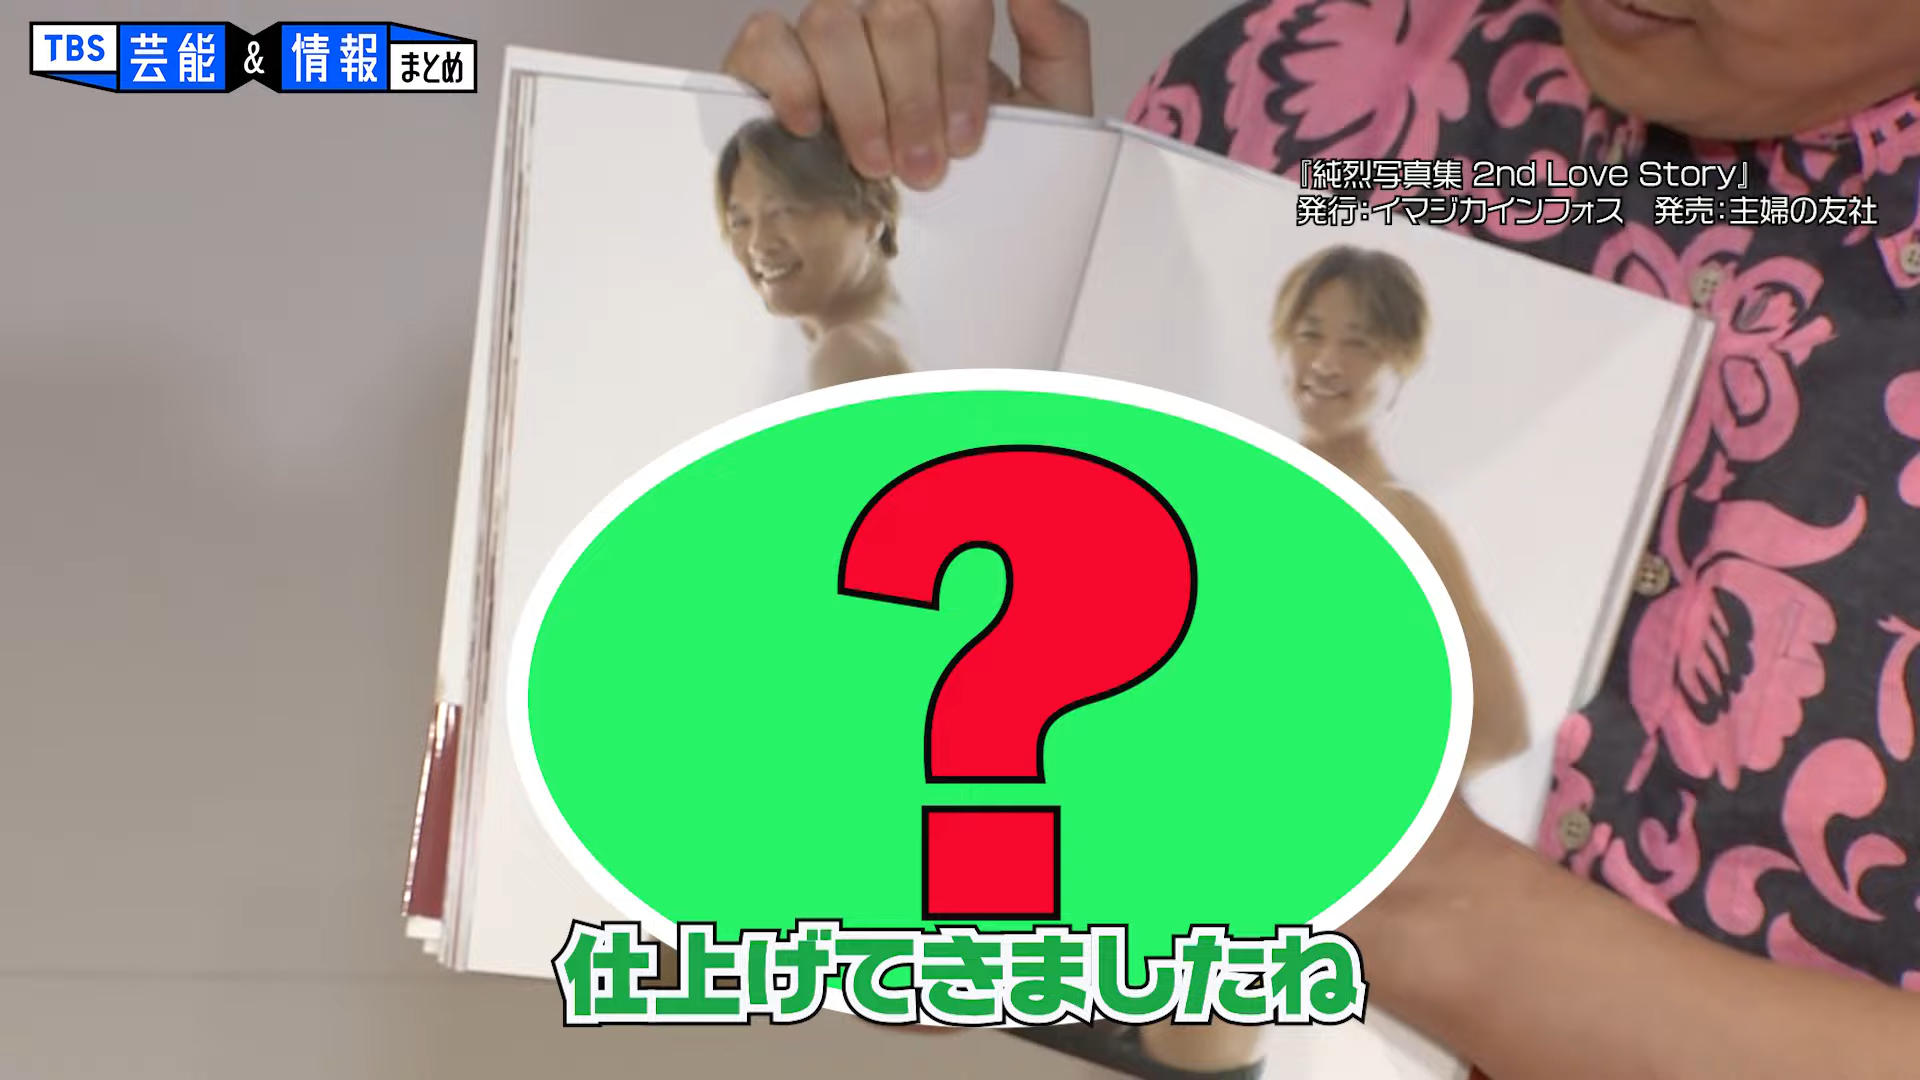 TBS 芸能 & 情報 まとめ
『純烈写真集 2nd Love Story』
発行:イマジカインフォス 発売:主婦の友社
?
仕上げてきましたね